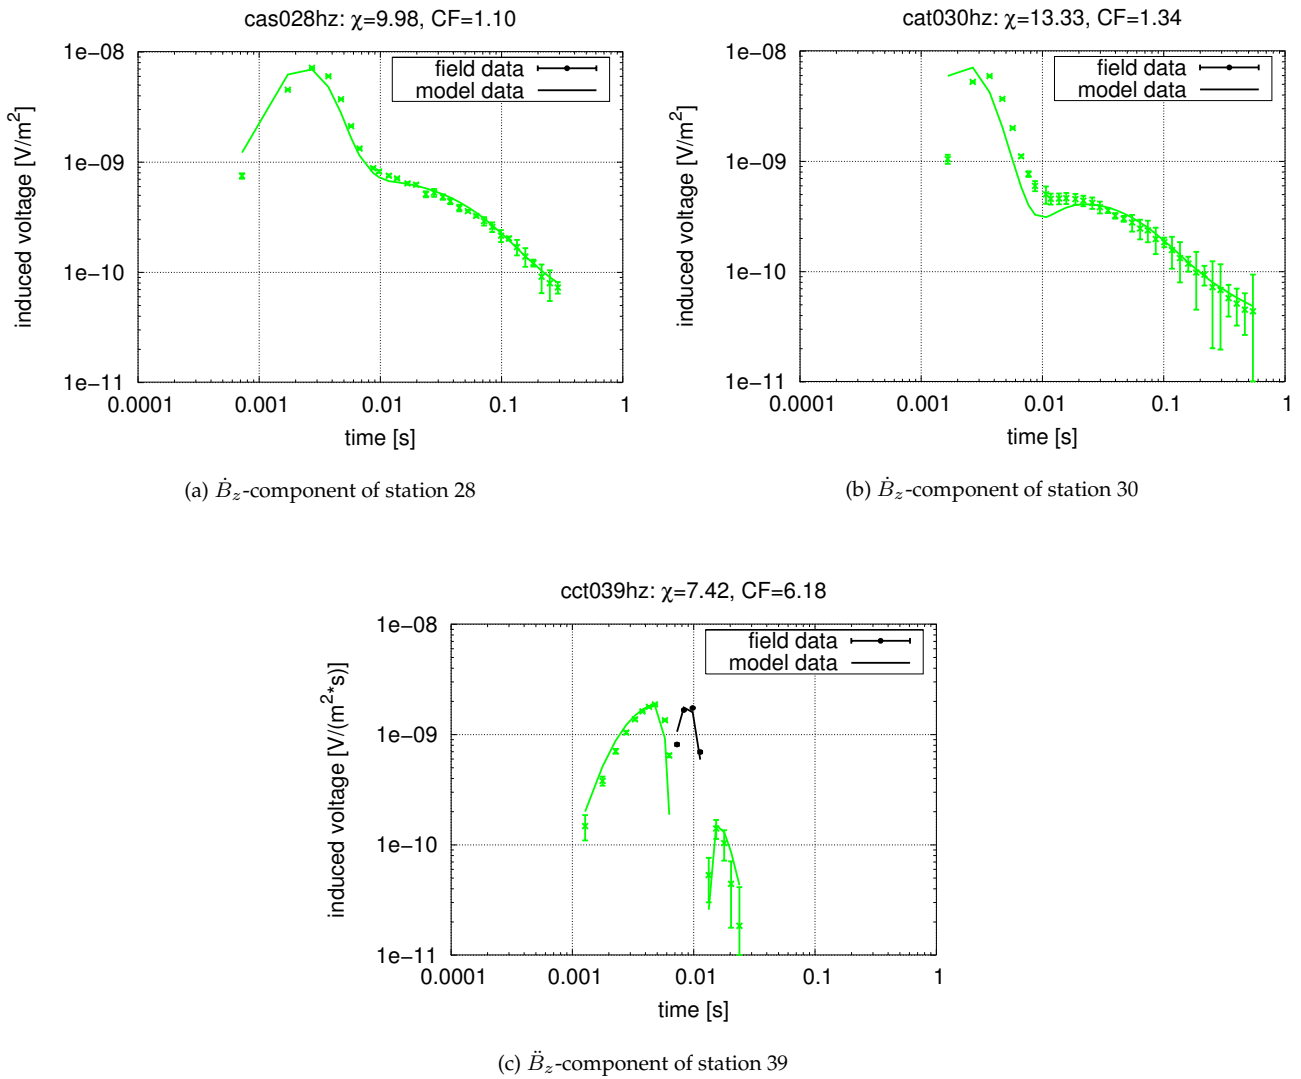 cas028hz: χ=9.98, CF=1.10
1e−08
1e−09
1e−10
1e−11
induced voltage [V/m²]
field data
model data
0.0001 0.001 0.01 0.1 1
time [s]
(a) Ḃz-component of station 28
cat030hz: χ=13.33, CF=1.34
1e−08
1e−09
1e−10
1e−11
induced voltage [V/m²]
field data
model data
0.0001 0.001 0.01 0.1 1
time [s]
(b) Ḃz-component of station 30
cct039hz: χ=7.42, CF=6.18
1e−08
1e−09
1e−10
1e−11
induced voltage [V/(m²*s)]
field data
model data
0.0001 0.001 0.01 0.1 1
time [s]
(c) B̈z-component of station 39